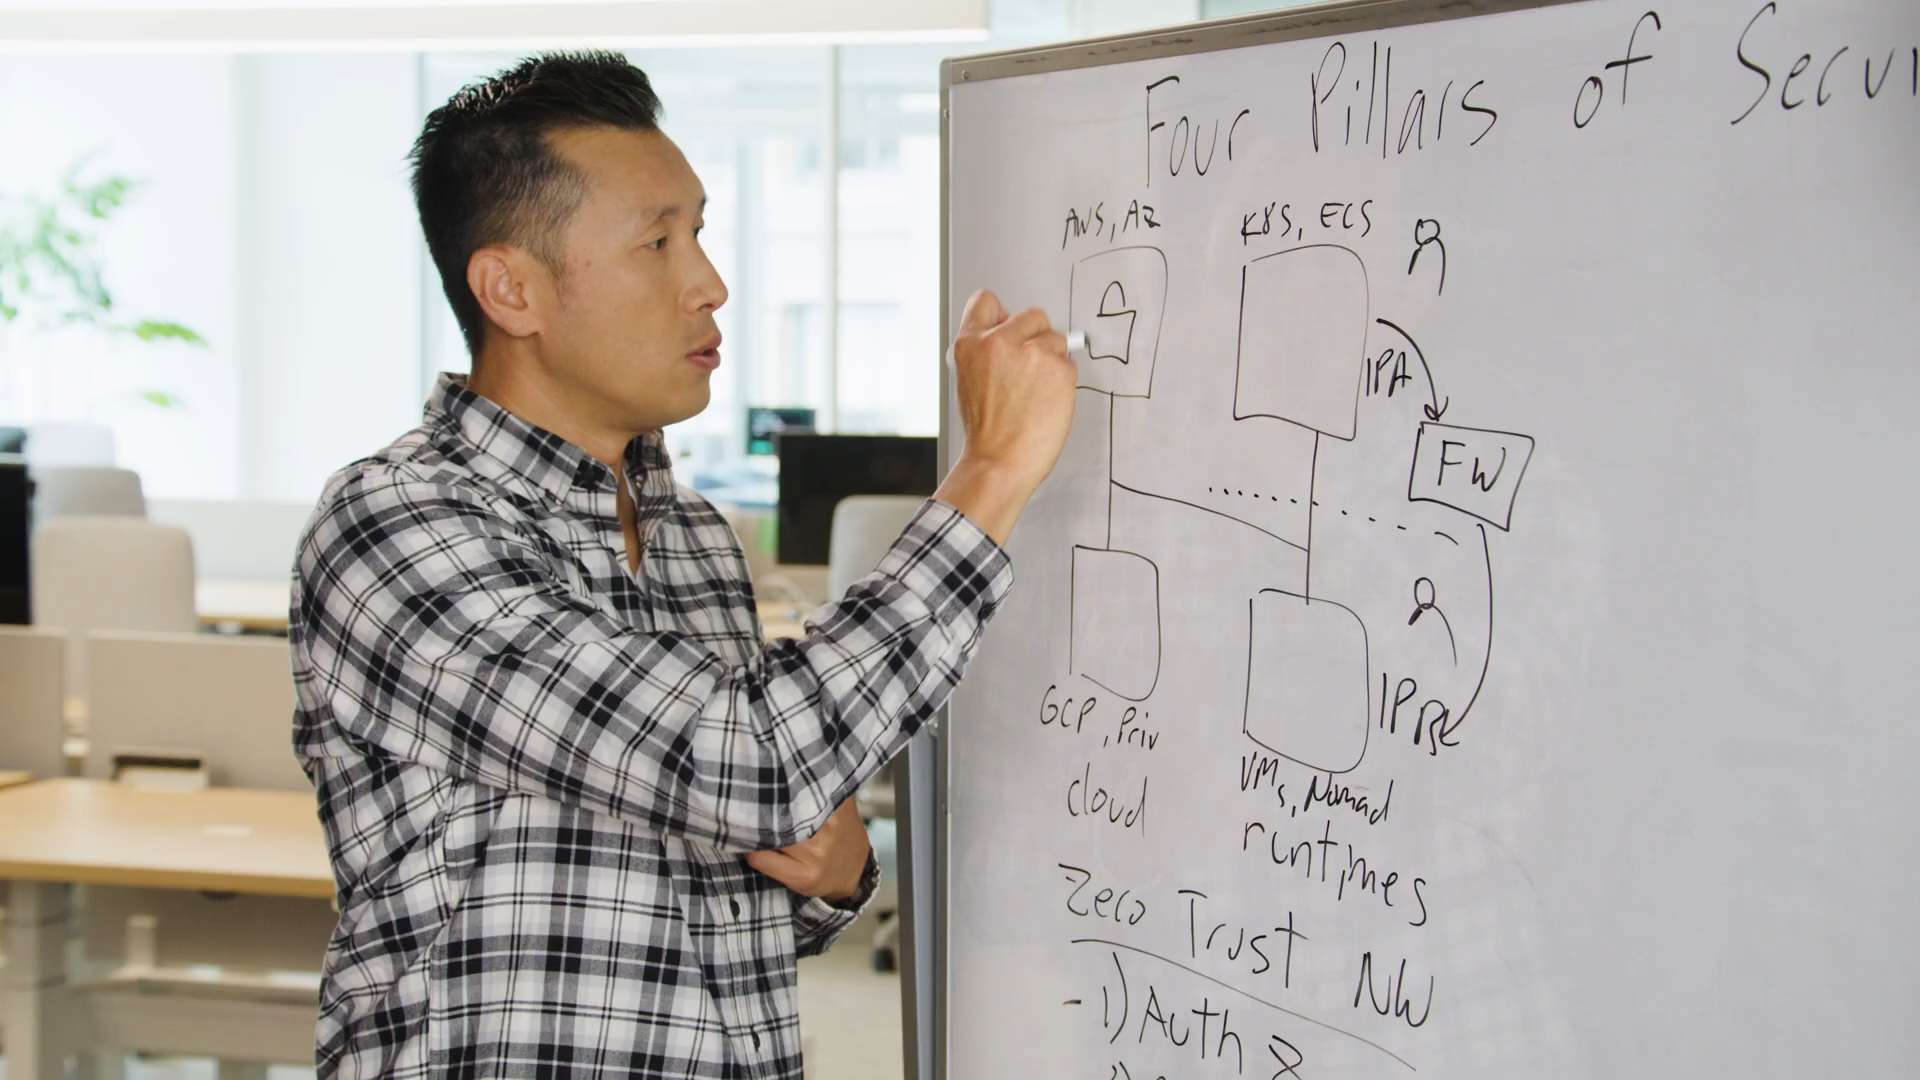 Four Pillars of Secu
AWS, AZ
K8S, ECS
IPA
FW
IPB
GCP, Priv
cloud
VMs, Nomad
runtimes
Zero Trust NW
- 1) Auth